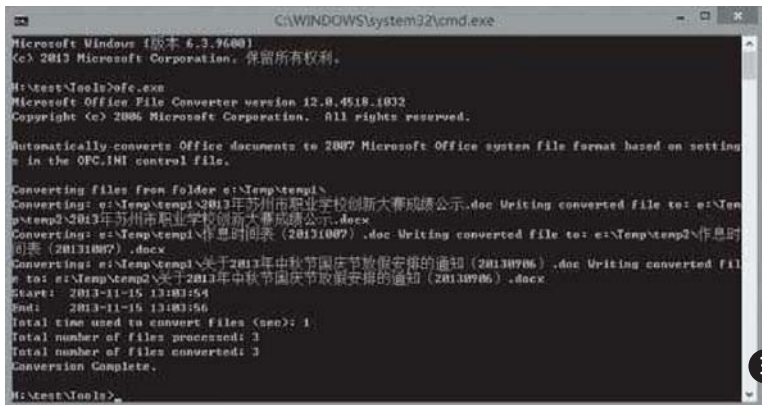 C:\WINDOWS\system32\cmd.exe
Microsoft Windows [版本 6.3.9600]
(c) 2013 Microsoft Corporation. 保留所有权利。
H:\test\Tools>ofc.exe
Microsoft Office File Converter version 12.0.4518.1032
Copyright (c) 2006 Microsoft Corporation. All rights reserved.
Automatically converts Office documents to 2007 Microsoft Office system file format based on setting
s in the OFC.INI control file.
Converting files from folder e:\Temp\temp1\
Converting: e:\Temp\temp1\2013年苏州市职业学校创新大赛成绩公示.doc Writing converted file to: e:\Tem
p\temp2\2013年苏州市职业学校创新大赛成绩公示.docx
Converting: e:\Temp\temp1\作息时间表（20131007）.doc Writing converted file to: e:\Temp\temp2\作息时
间表（20131007）.docx
Converting: e:\Temp\temp1\关于2013年中秋节国庆节放假安排的通知（20130906）.doc Writing converted fil
e to: e:\Temp\temp2\关于2013年中秋节国庆节放假安排的通知（20130906）.docx
Start: 2013-11-15 13:03:54
End: 2013-11-15 13:03:56
Total time used to convert files (sec): 1
Total number of files processed: 3
Total number of files converted: 3
Conversion Complete.
H:\test\Tools>_